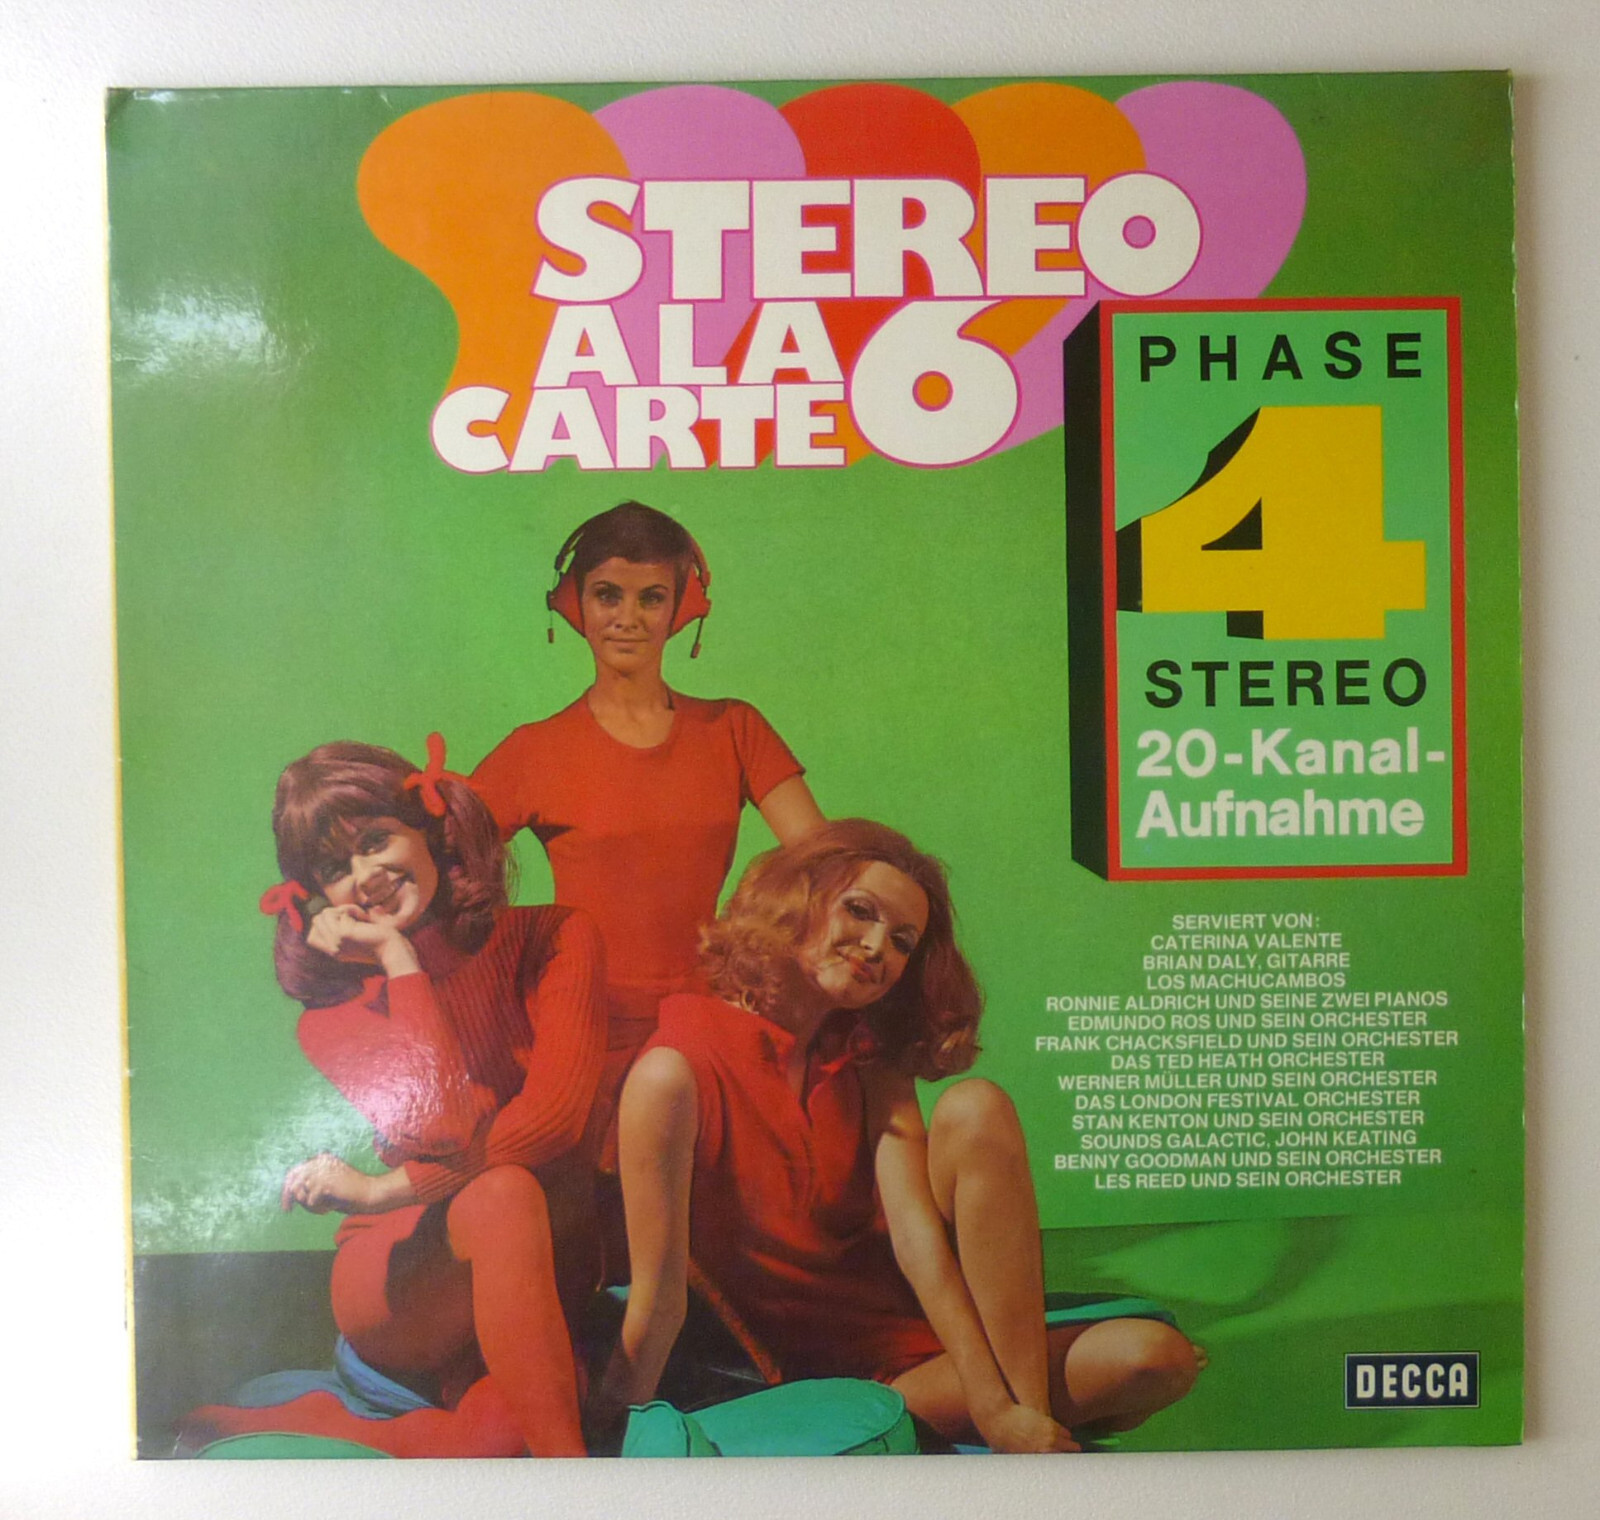 STEREO
A LA
CARTE 6
PHASE
4
STEREO
20-Kanal-
Aufnahme
SERVIERT VON:
CATERINA VALENTE
BRIAN DALY, GITARRE
LOS MACHUCAMBOS
RONNIE ALDRICH UND SEINE ZWEI PIANOS
EDMUNDO ROS UND SEIN ORCHESTER
FRANK CHACKSFIELD UND SEIN ORCHESTER
DAS TED HEATH ORCHESTER
WERNER MÜLLER UND SEIN ORCHESTER
DAS LONDON FESTIVAL ORCHESTER
STAN KENTON UND SEIN ORCHESTER
SOUNDS GALACTIC, JOHN KEATING
BENNY GOODMAN UND SEIN ORCHESTER
LES REED UND SEIN ORCHESTER
DECCA